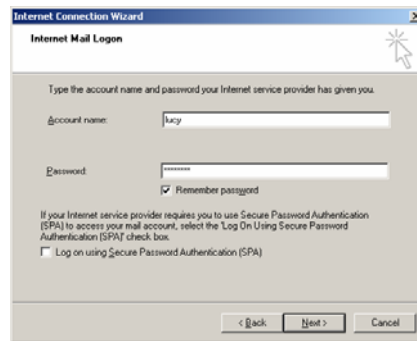 Internet Connection Wizard
Internet Mail Logon
Type the account name and password your Internet service provider has given you.
Account name: lucy
Password: ********
Remember password
If your Internet service provider requires you to use Secure Password Authentication
(SPA) to access your mail account, select the 'Log On Using Secure Password
Authentication (SPA)' check box.
Log on using Secure Password Authentication (SPA)
< Back Next > Cancel